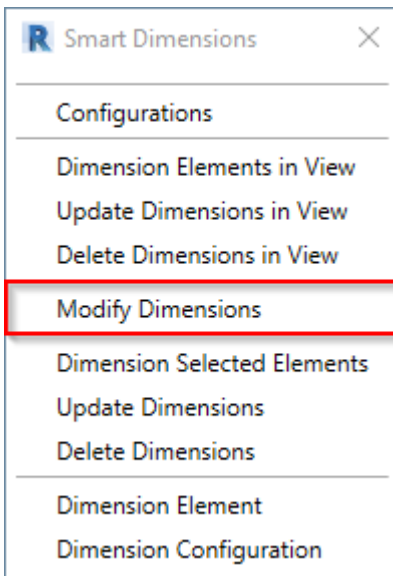 R Smart Dimensions
Configurations
Dimension Elements in View
Update Dimensions in View
Delete Dimensions in View
Modify Dimensions
Dimension Selected Elements
Update Dimensions
Delete Dimensions
Dimension Element
Dimension Configuration